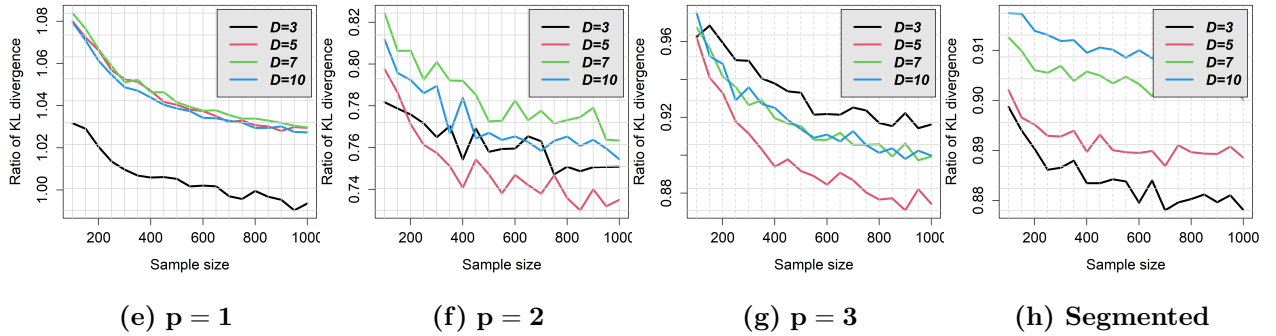 Ratio of KL divergence
1.00 1.02 1.04 1.06 1.08
200 400 600 800 1000
Sample size
D=3
D=5
D=7
D=10
(e) p = 1
Ratio of KL divergence
0.74 0.76 0.78 0.80 0.82
200 400 600 800 1000
Sample size
D=3
D=5
D=7
D=10
(f) p = 2
Ratio of KL divergence
0.88 0.92 0.96
200 400 600 800 1000
Sample size
D=3
D=5
D=7
D=10
(g) p = 3
Ratio of KL divergence
0.88 0.89 0.90 0.91
200 400 600 800 1000
Sample size
D=3
D=5
D=7
D=10
(h) Segmented